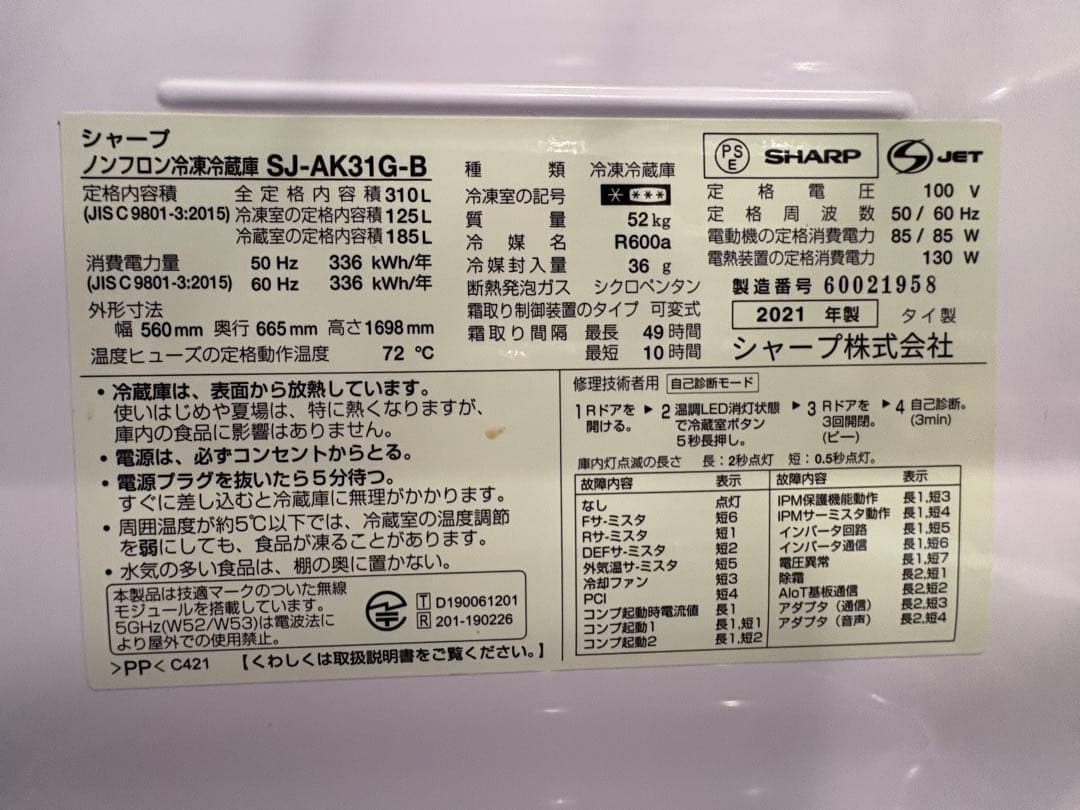 シャープ
ノンフロン冷凍冷蔵庫 SJ-AK31G-B
定格内容積 全定格内容積 310 L
(JIS C 9801-3:2015) 冷凍室の定格内容積 125 L
冷蔵室の定格内容積 185 L
消費電力量 50 Hz 336 kWh/年
(JIS C 9801-3:2015) 60 Hz 336 kWh/年
外形寸法
幅 560 mm 奥行 665 mm 高さ 1698 mm
温度ヒューズの定格動作温度 72 ℃
種類 冷凍冷蔵庫
冷凍室の記号 * ***
質量 52 kg
冷媒名 R600a
冷媒封入量 36 g
断熱発泡ガス シクロペンタン
霜取り制御装置のタイプ 可変式
霜取り間隔 最長 49 時間
最短 10 時間
PS E SHARP S JET
定格電圧 100 V
定格周波数 50 / 60 Hz
電動機の定格消費電力 85 / 85 W
電熱装置の定格消費電力 130 W
製造番号 60021958
2021 年製 タイ製
シャープ株式会社
・冷蔵庫は、表面から放熱しています。
使いはじめや夏場は、特に熱くなりますが、
庫内の食品に影響はありません。
・電源は、必ずコンセントからとる。
・電源プラグを抜いたら5分待つ。
すぐに差し込むと冷蔵庫に無理がかかります。
・周囲温度が約5℃以下では、冷蔵室の温度調節
を弱にしても、食品が凍ることがあります。
・水気の多い食品は、棚の奥に置かない。
本製品は技適マークのついた無線
モジュールを搭載しています。
5GHz(W52/W53)は電波法に
より屋外での使用禁止。
T D190061201
R 201-190226
>PP< C421 【くわしくは取扱説明書をご覧ください。】
修理技術者用 自己診断モード
1 Rドアを開ける。 ▶ 2 温調LED消灯状態で冷蔵室ボタン5秒長押し。 ▶ 3 Rドアを3回開閉。(ピー) ▶ 4 自己診断。(3min)
庫内灯点滅の長さ 長:2秒点灯 短:0.5秒点灯。
故障内容 表示 故障内容 表示
なし 点灯 IPM保護機能動作 長1,短3
Fサーミスタ 短6 IPMサーミスタ動作 長1,短4
Rサーミスタ 短1 インバータ回路 長1,短5
DEFサーミスタ 短2 インバータ通信 長1,短6
外気温サーミスタ 短5 電圧異常 長1,短7
冷却ファン 短3 除霜 長2,短1
PCI 短4 AIoT基板通信 長2,短2
コンプ起動時電流値 長1 アダプタ(通信) 長2,短3
コンプ起動1 長1,短1 アダプタ(音声) 長2,短4
コンプ起動2 長1,短2